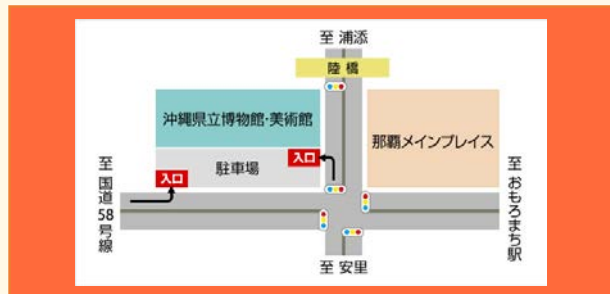 至 浦添
陸橋
沖縄県立博物館・美術館
那覇メインプレイス
駐車場
入口
入口
至 国道58号線
至 おもろまち駅
至 安里